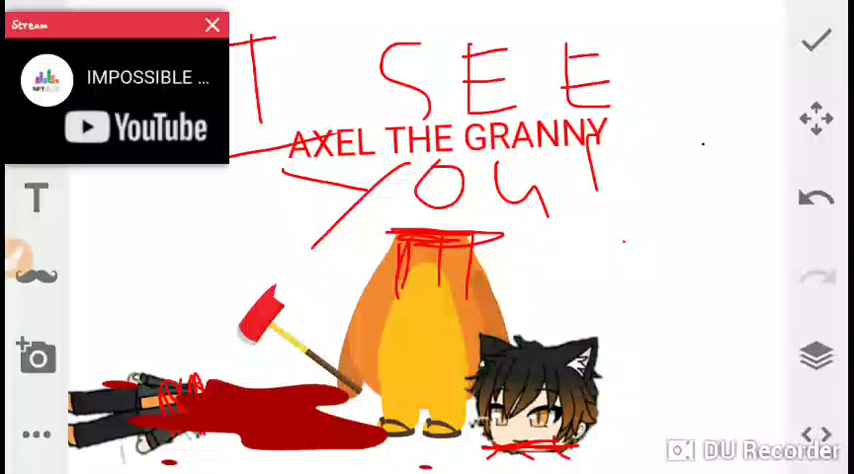 Stream
IMPOSSIBLE ...
YouTube
I SEE
AXEL THE GRANNY
YOU
T
DU Recorder